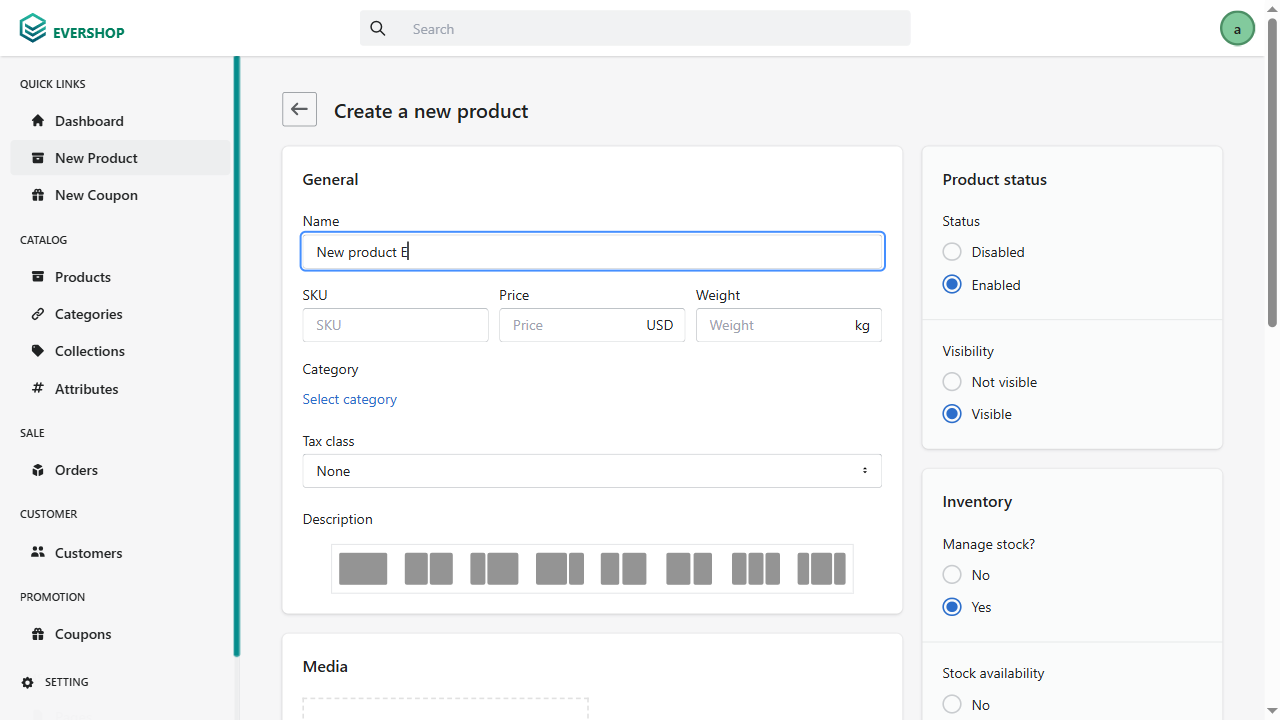 EVERSHOP
Search
a
QUICK LINKS
Dashboard
New Product
New Coupon
CATALOG
Products
Categories
Collections
Attributes
SALE
Orders
CUSTOMER
Customers
PROMOTION
Coupons
SETTING
Create a new product
General
Name
New product E
SKU Price Weight
SKU Price USD Weight kg
Category
Select category
Tax class
None
Description
Media
Product status
Status
Disabled
Enabled
Visibility
Not visible
Visible
Inventory
Manage stock?
No
Yes
Stock availability
No